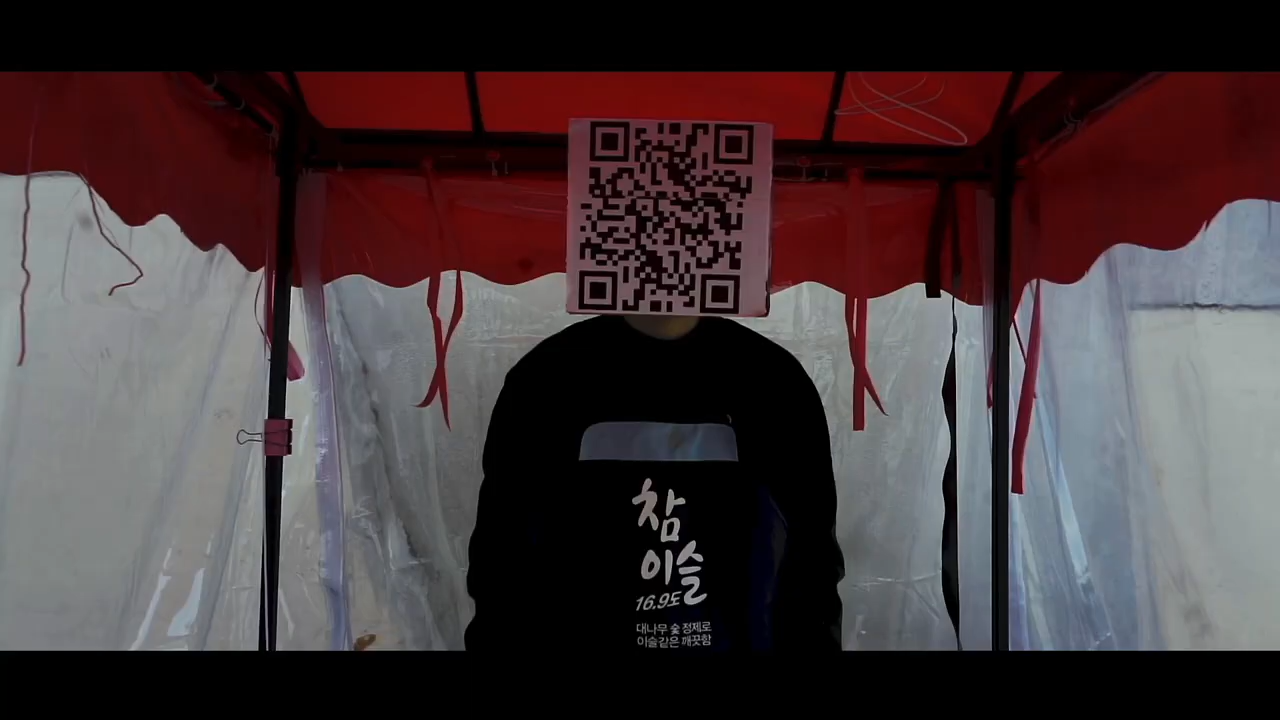 참
이슬
16.9도
대나무 숯 정제로
이슬같은 깨끗함